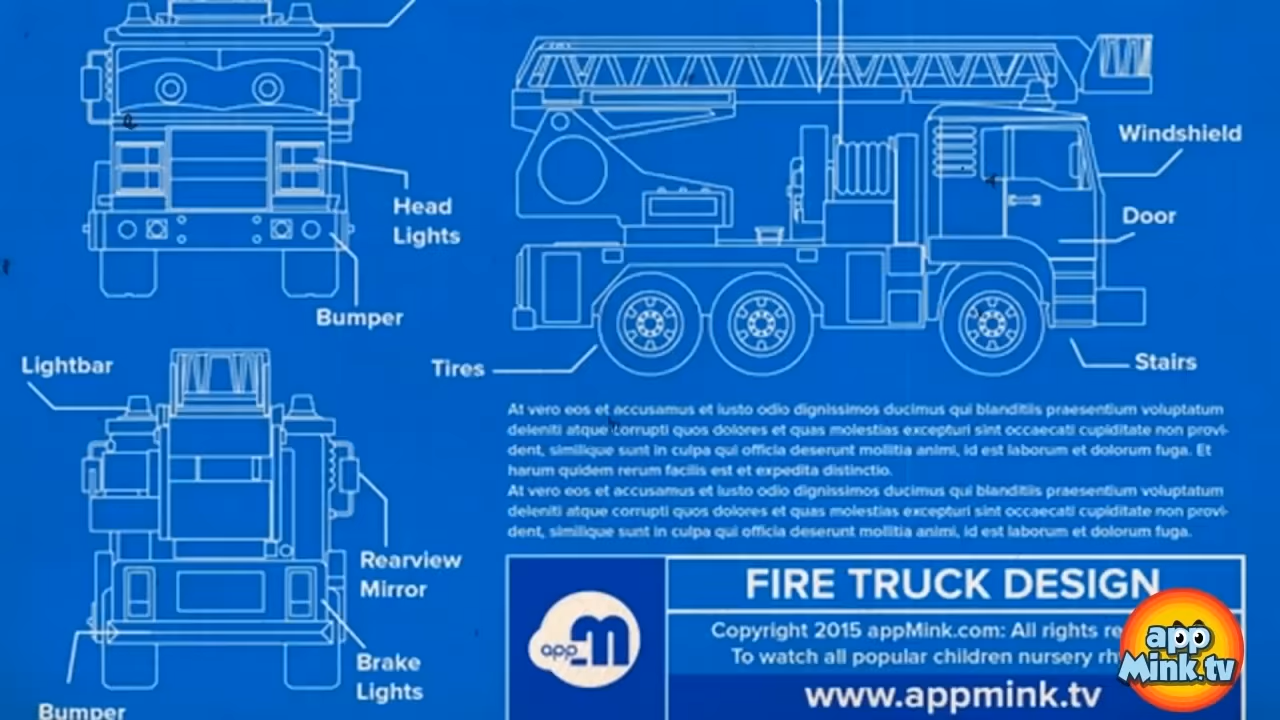 Head
Lights
Bumper
Windshield
Door
Tires
Stairs
Lightbar
Rearview
Mirror
Brake
Lights
Bumper
At vero eos et accusamus et iusto odio dignissimos ducimus qui blanditiis praesentium voluptatum
deleniti atque corrupti quos dolores et quas molestias excepturi sint occaecati cupiditate non provi-
dent, similique sunt in culpa qui officia deserunt mollitia animi, id est laborum et dolorum fuga. Et
harum quidem rerum facilis est et expedita distinctio.
At vero eos et accusamus et iusto odio dignissimos ducimus qui blanditiis praesentium voluptatum
deleniti atque corrupti quos dolores et quas molestias excepturi sint occaecati cupiditate non provi-
dent, similique sunt in culpa qui officia deserunt mollitia animi, id est laborum et dolorum fuga.
app m
FIRE TRUCK DESIGN
Copyright 2015 appMink.com: All rights
To watch all popular children nursery
www.appmink.tv
app
Mink.tv